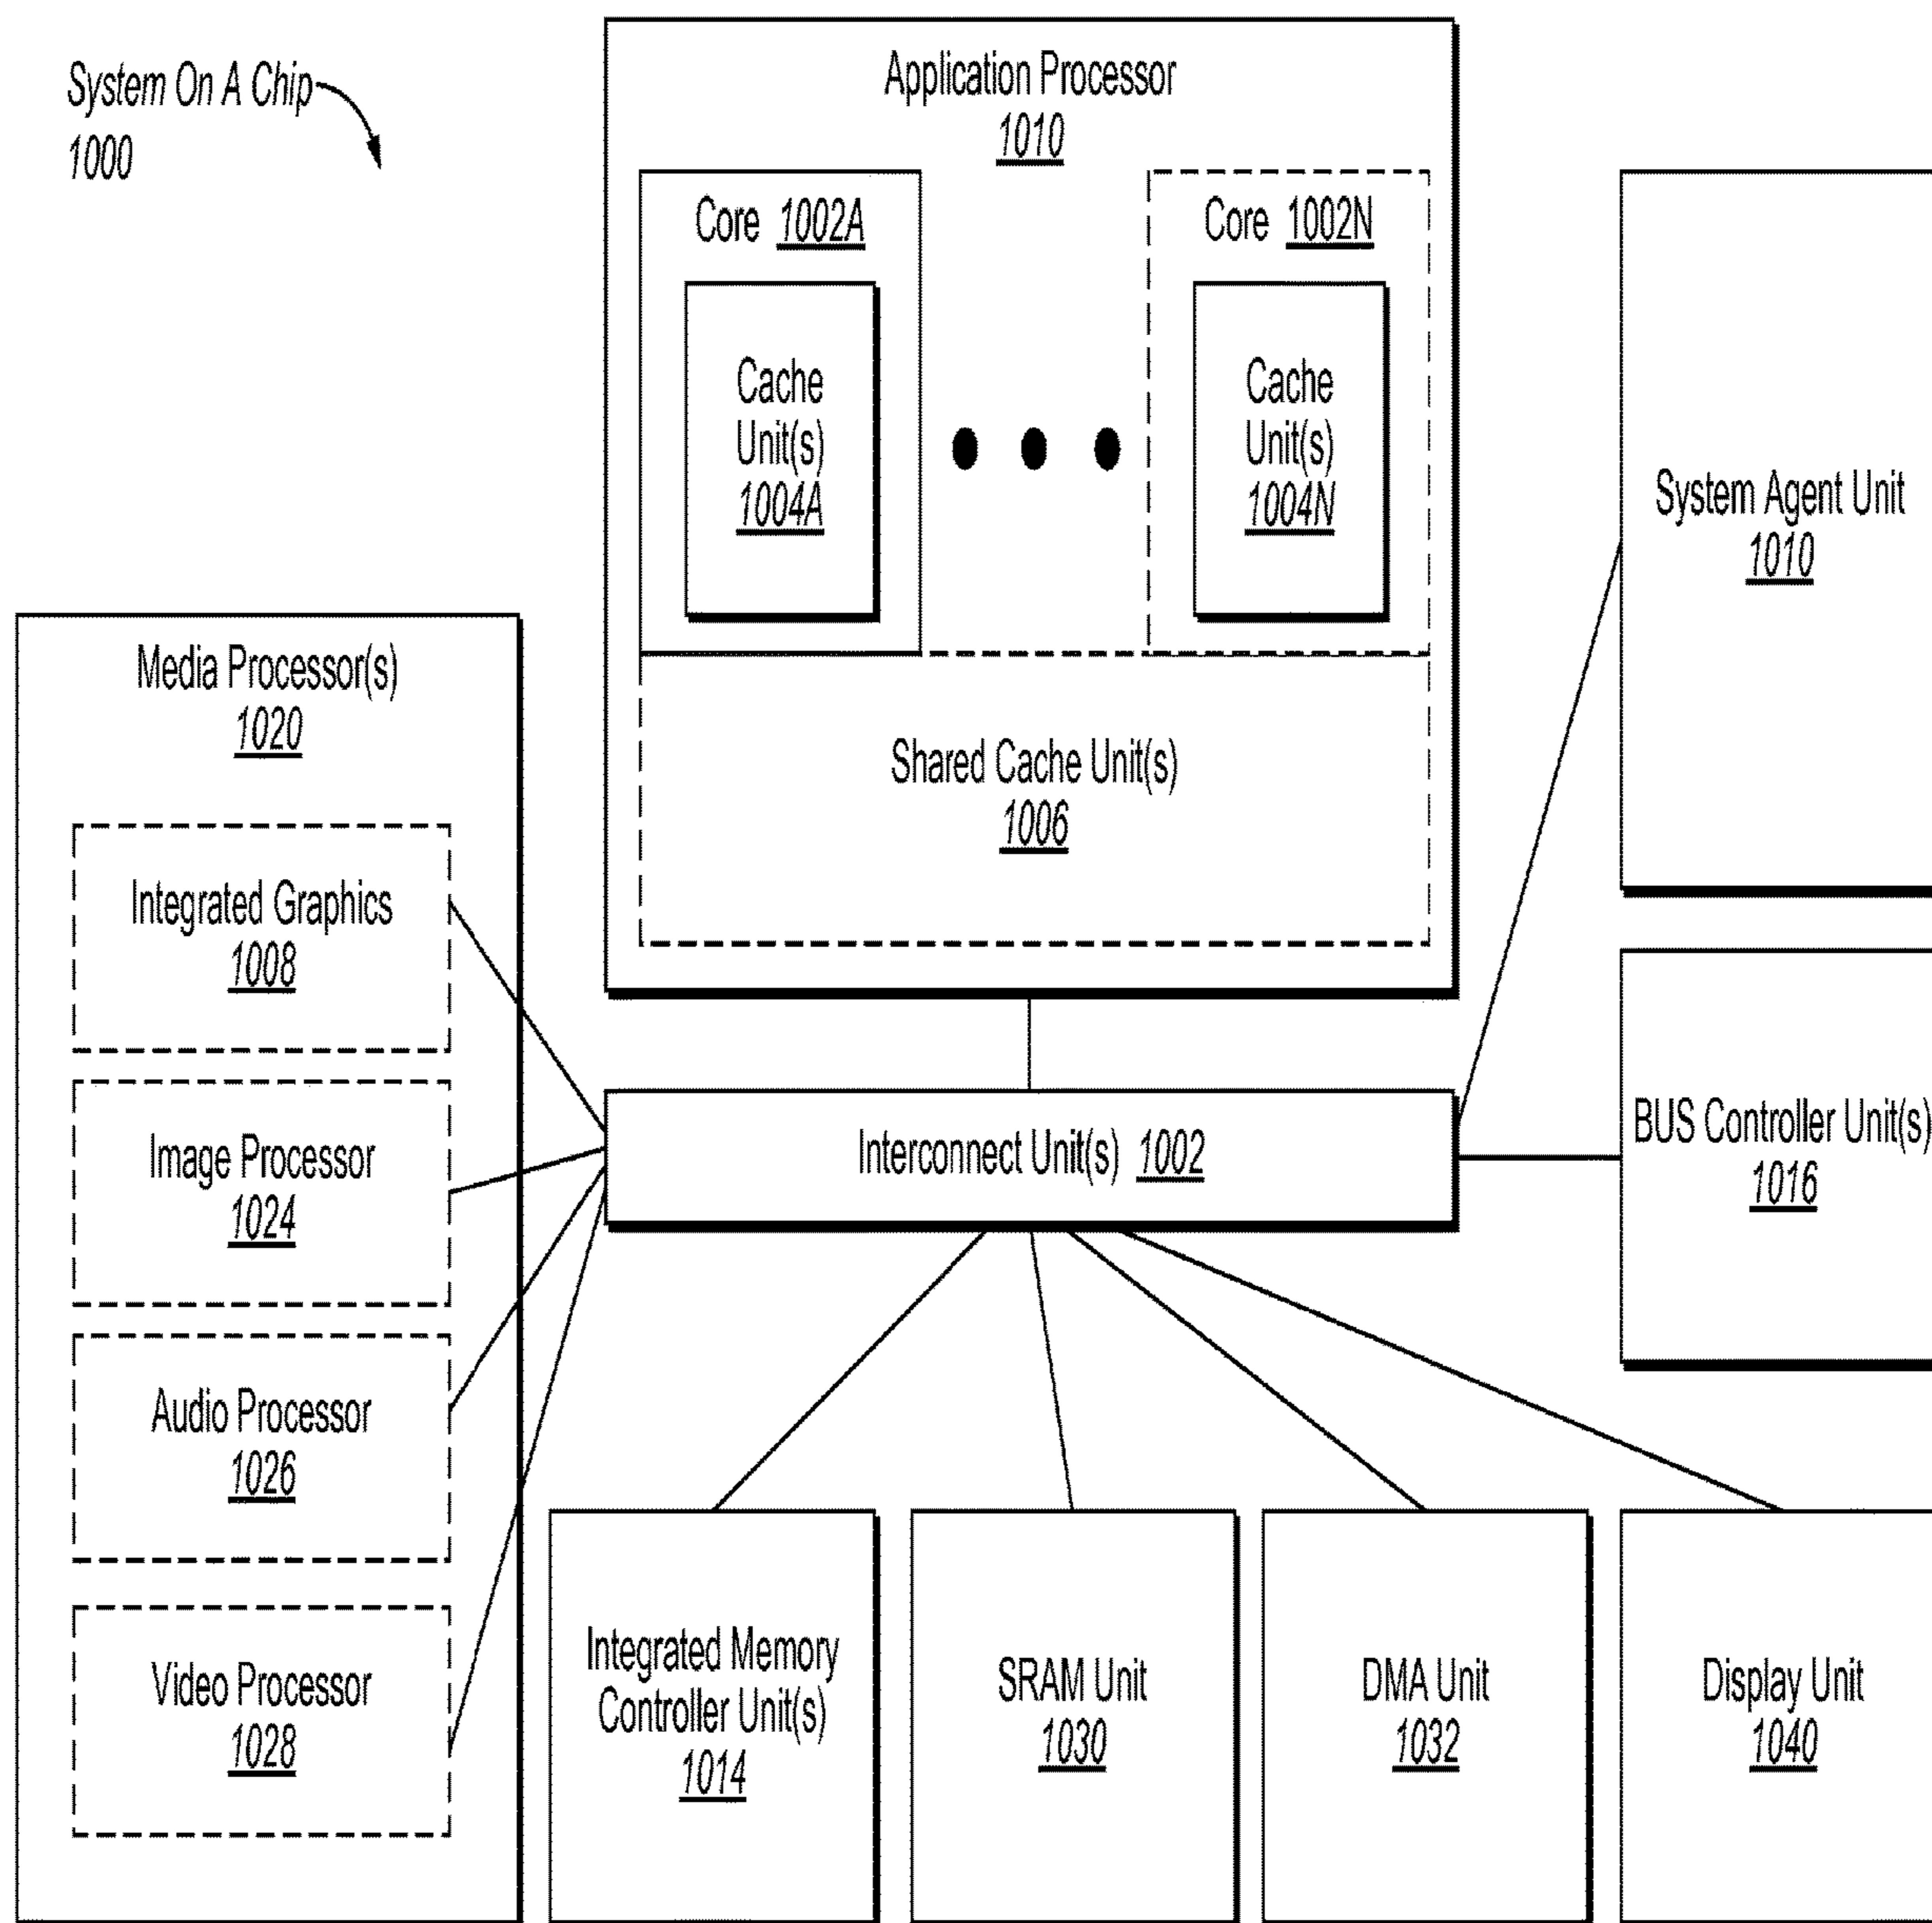 System On A Chip
1000
Application Processor
1010
Core 1002A
Core 1002N
Cache
Unit(s)
1004A
Cache
Unit(s)
1004N
Shared Cache Unit(s)
1006
System Agent Unit
1010
Media Processor(s)
1020
Integrated Graphics
1008
Image Processor
1024
Audio Processor
1026
Video Processor
1028
Interconnect Unit(s) 1002
BUS Controller Unit(s)
1016
Integrated Memory
Controller Unit(s)
1014
SRAM Unit
1030
DMA Unit
1032
Display Unit
1040